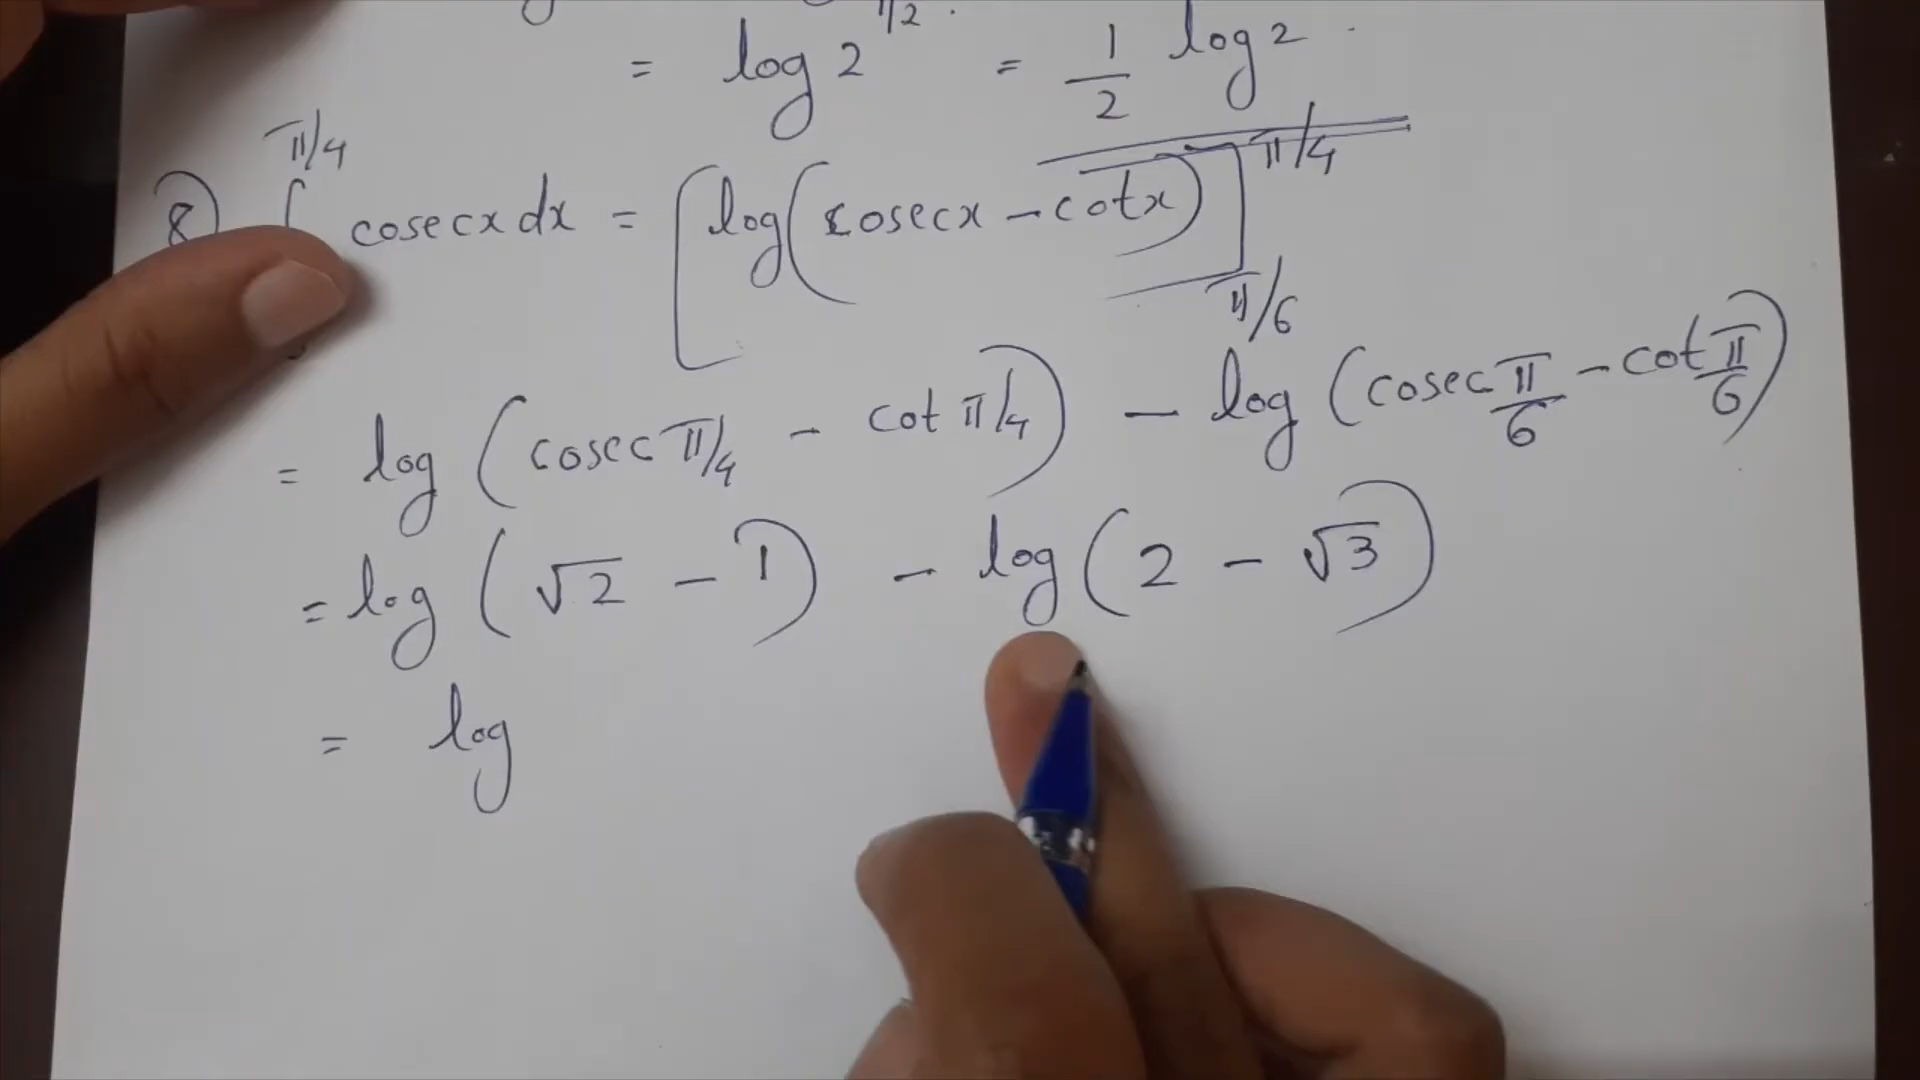 = log 2^1/2 . = 1/2 log 2 .
8) ∫^π/4 cosec x dx = [log(cosec x - cot x)]^π/4_π/6
= log (cosec π/4 - cot π/4) - log (cosec π/6 - cot π/6)
= log (√2 - 1) - log (2 - √3)
= log